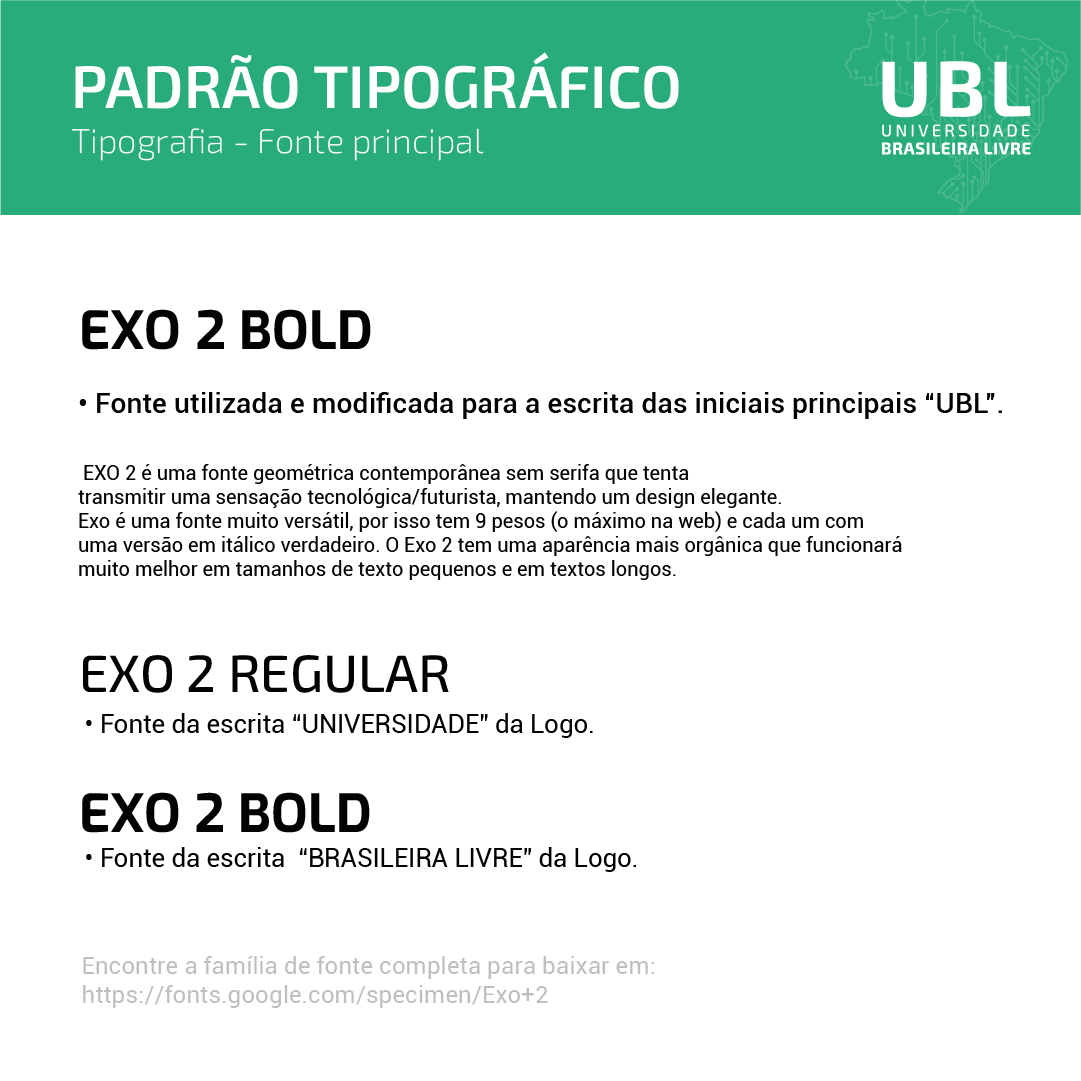 PADRÃO TIPOGRÁFICO
Tipografia - Fonte principal
UBL
UNIVERSIDADE
BRASILEIRA LIVRE
EXO 2 BOLD
• Fonte utilizada e modificada para a escrita das iniciais principais “UBL”.
EXO 2 é uma fonte geométrica contemporânea sem serifa que tenta
transmitir uma sensação tecnológica/futurista, mantendo um design elegante.
Exo é uma fonte muito versátil, por isso tem 9 pesos (o máximo na web) e cada um com
uma versão em itálico verdadeiro. O Exo 2 tem uma aparência mais orgânica que funcionará
muito melhor em tamanhos de texto pequenos e em textos longos.
EXO 2 REGULAR
• Fonte da escrita “UNIVERSIDADE” da Logo.
EXO 2 BOLD
• Fonte da escrita “BRASILEIRA LIVRE” da Logo.
Encontre a família de fonte completa para baixar em:
https://fonts.google.com/specimen/Exo+2